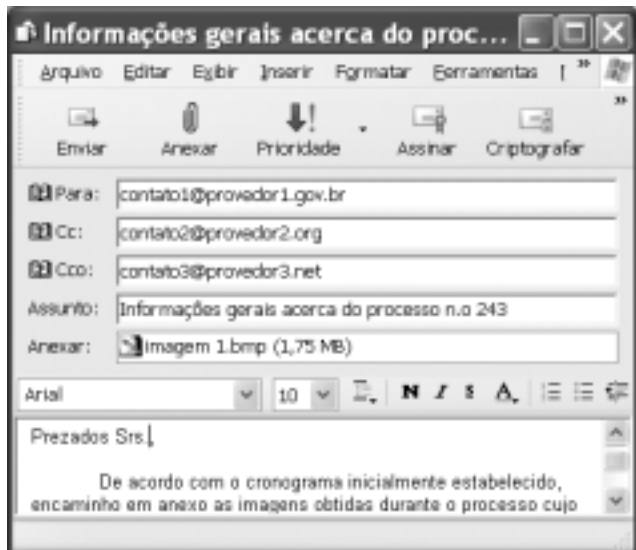 Informações gerais acerca do proc...
Arquivo Editar Exibir Inserir Formatar Ferramentas
Enviar Anexar Prioridade Assinar Criptografar
Para: contato1@provedor1.gov.br
Cc: contato2@provedor2.org
Cco: contato3@provedor3.net
Assunto: Informações gerais acerca do processo n.o 243
Anexar: imagem 1.bmp (1,75 MB)
Arial 10 N I s A
Prezados Srs.
De acordo com o cronograma inicialmente estabelecido,
encaminho em anexo as imagens obtidas durante o processo cujo